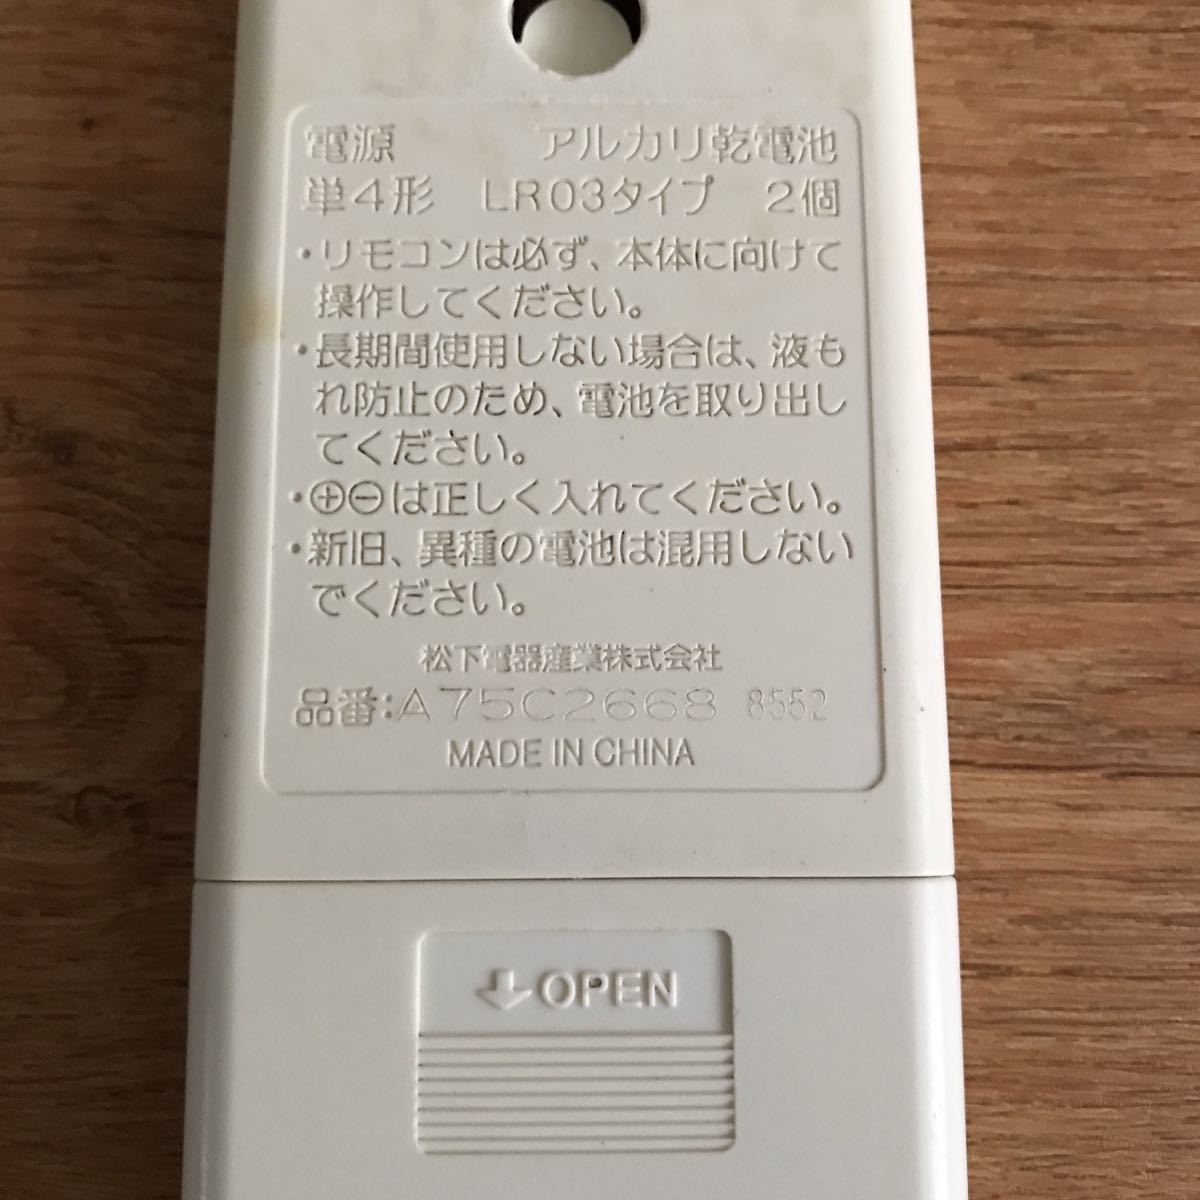 電源 アルカリ乾電池
単4形 LR03タイプ 2個
・リモコンは必ず、本体に向けて
操作してください。
・長期間使用しない場合は、液も
れ防止のため、電池を取り出し
てください。
・⊕⊖は正しく入れてください。
・新旧、異種の電池は混用しない
でください。
松下電器産業株式会社
品番:A75C2668 8552
MADE IN CHINA
⇩OPEN